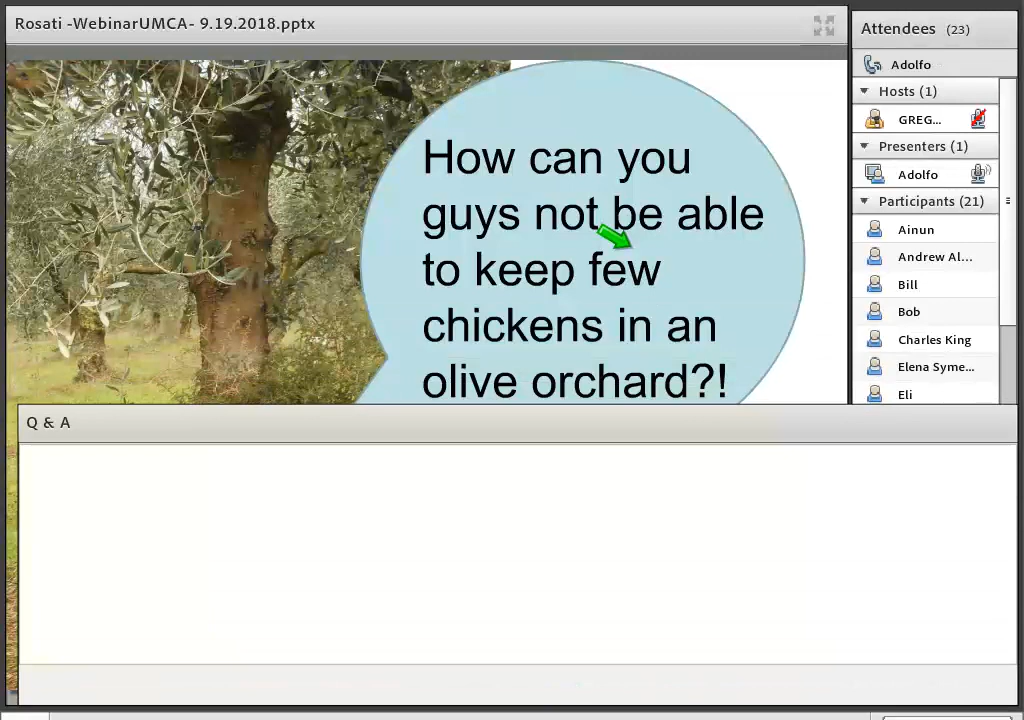 Rosati -WebinarUMCA- 9.19.2018.pptx
How can you
guys not be able
to keep few
chickens in an
olive orchard?!
Attendees (23)
Adolfo
Hosts (1)
GREG...
Presenters (1)
Adolfo
Participants (21)
Ainun
Andrew Al...
Bill
Bob
Charles King
Elena Syme...
Eli
Q & A